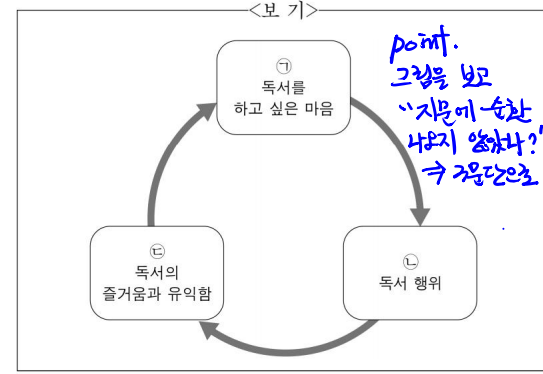 <보 기>
㉠
독서를
하고 싶은 마음
point.
그림을 보고
"지문에 순환
나오지 않았나?"
⇒ 3문단으로
㉢
독서의
즐거움과 유익함
㉡
독서 행위